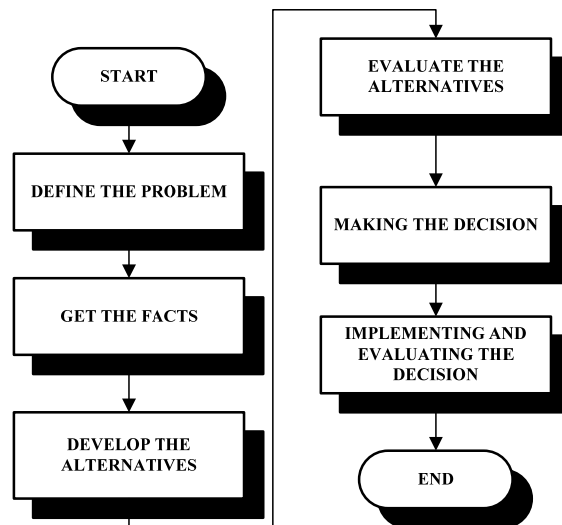 START
DEFINE THE PROBLEM
GET THE FACTS
DEVELOP THE
ALTERNATIVES
EVALUATE THE
ALTERNATIVES
MAKING THE DECISION
IMPLEMENTING AND
EVALUATING THE
DECISION
END